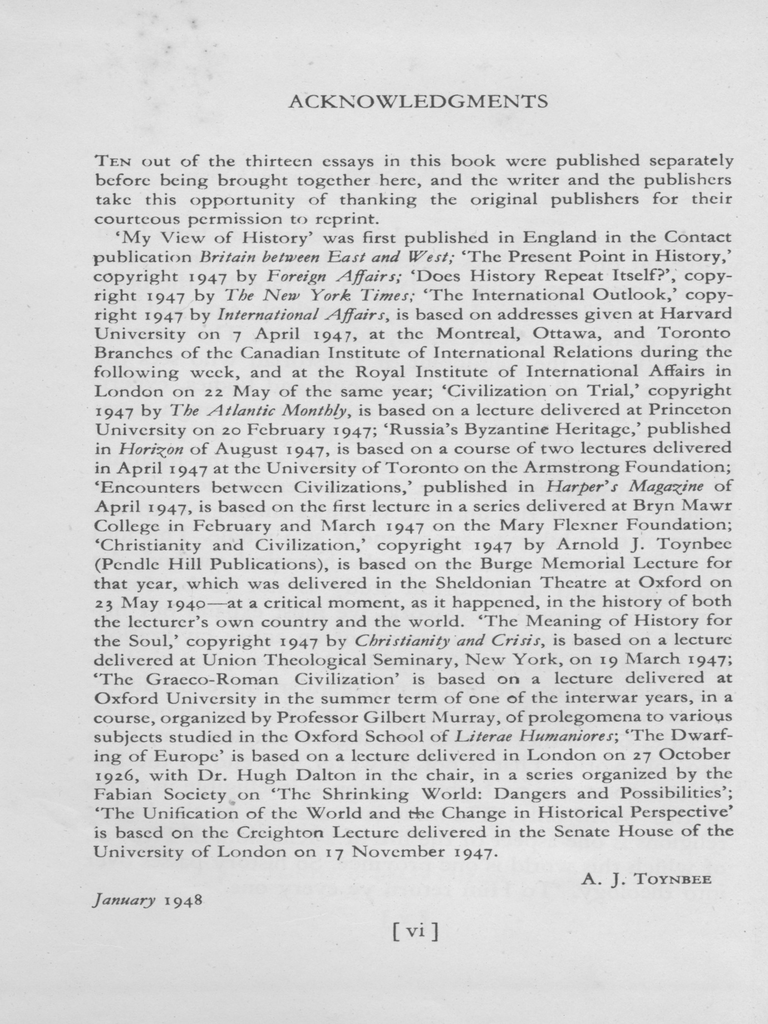 ACKNOWLEDGMENTS
TEN out of the thirteen essays in this book were published separately
before being brought together here, and the writer and the publishers
take this opportunity of thanking the original publishers for their
courteous permission to reprint.
‘My View of History’ was first published in England in the Contact
publication Britain between East and West; ‘The Present Point in History,’
copyright 1947 by Foreign Affairs; ‘Does History Repeat Itself?’, copy-
right 1947 by The New York Times; ‘The International Outlook,’ copy-
right 1947 by International Affairs, is based on addresses given at Harvard
University on 7 April 1947, at the Montreal, Ottawa, and Toronto
Branches of the Canadian Institute of International Relations during the
following week, and at the Royal Institute of International Affairs in
London on 22 May of the same year; ‘Civilization on Trial,’ copyright
1947 by The Atlantic Monthly, is based on a lecture delivered at Princeton
University on 20 February 1947; ‘Russia’s Byzantine Heritage,’ published
in Horizon of August 1947, is based on a course of two lectures delivered
in April 1947 at the University of Toronto on the Armstrong Foundation;
‘Encounters between Civilizations,’ published in Harper’s Magazine of
April 1947, is based on the first lecture in a series delivered at Bryn Mawr
College in February and March 1947 on the Mary Flexner Foundation;
‘Christianity and Civilization,’ copyright 1947 by Arnold J. Toynbee
(Pendle Hill Publications), is based on the Burge Memorial Lecture for
that year, which was delivered in the Sheldonian Theatre at Oxford on
23 May 1940—at a critical moment, as it happened, in the history of both
the lecturer’s own country and the world. ‘The Meaning of History for
the Soul,’ copyright 1947 by Christianity and Crisis, is based on a lecture
delivered at Union Theological Seminary, New York, on 19 March 1947;
‘The Graeco-Roman Civilization’ is based on a lecture delivered at
Oxford University in the summer term of one of the interwar years, in a
course, organized by Professor Gilbert Murray, of prolegomena to various
subjects studied in the Oxford School of Literae Humaniores; ‘The Dwarf-
ing of Europe’ is based on a lecture delivered in London on 27 October
1926, with Dr. Hugh Dalton in the chair, in a series organized by the
Fabian Society on ‘The Shrinking World: Dangers and Possibilities’;
‘The Unification of the World and the Change in Historical Perspective’
is based on the Creighton Lecture delivered in the Senate House of the
University of London on 17 November 1947.
A. J. TOYNBEE
January 1948
[ vi ]